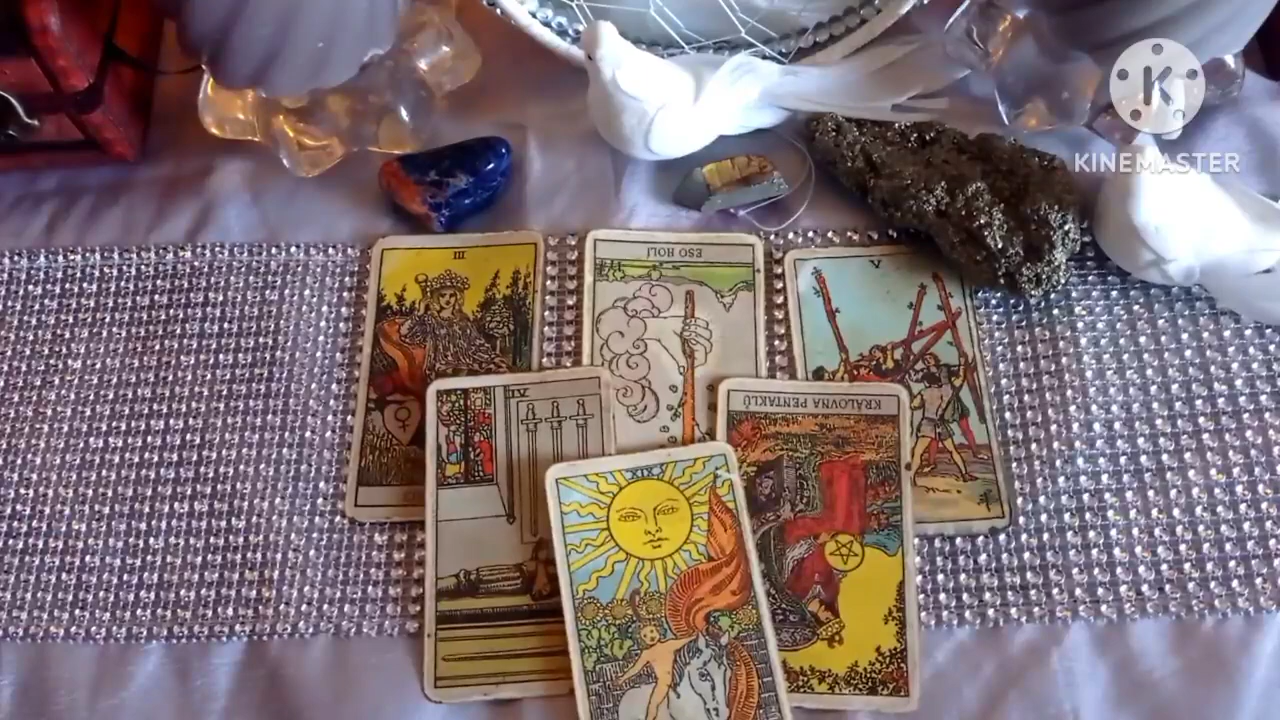 K
KINEMASTER
III
ESO HOLÍ
V
IV
KRÁLOVNA PENTAKLŮ
XIX